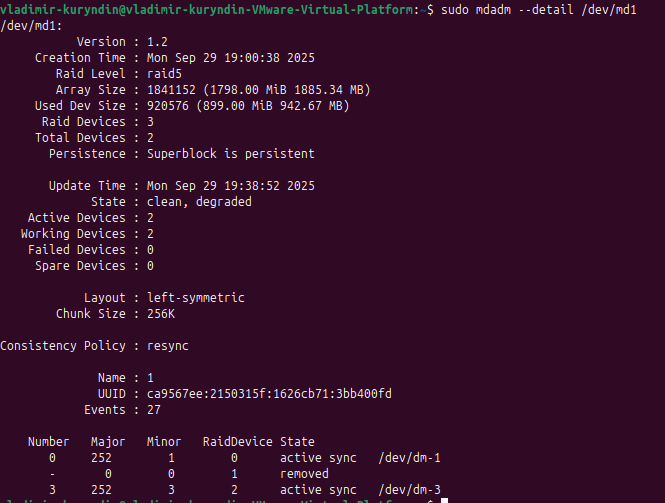 vladimir-kuryndin@vladimir-kuryndin-VMware-Virtual-Platform:~$ sudo mdadm --detail /dev/md1
/dev/md1:
Version : 1.2
Creation Time : Mon Sep 29 19:00:38 2025
Raid Level : raid5
Array Size : 1841152 (1798.00 MiB 1885.34 MB)
Used Dev Size : 920576 (899.00 MiB 942.67 MB)
Raid Devices : 3
Total Devices : 2
Persistence : Superblock is persistent
Update Time : Mon Sep 29 19:38:52 2025
State : clean, degraded
Active Devices : 2
Working Devices : 2
Failed Devices : 0
Spare Devices : 0
Layout : left-symmetric
Chunk Size : 256K
Consistency Policy : resync
Name : 1
UUID : ca9567ee:2150315f:1626cb71:3bb400fd
Events : 27
Number Major Minor RaidDevice State
0 252 1 0 active sync /dev/dm-1
- 0 0 1 removed
3 252 3 2 active sync /dev/dm-3